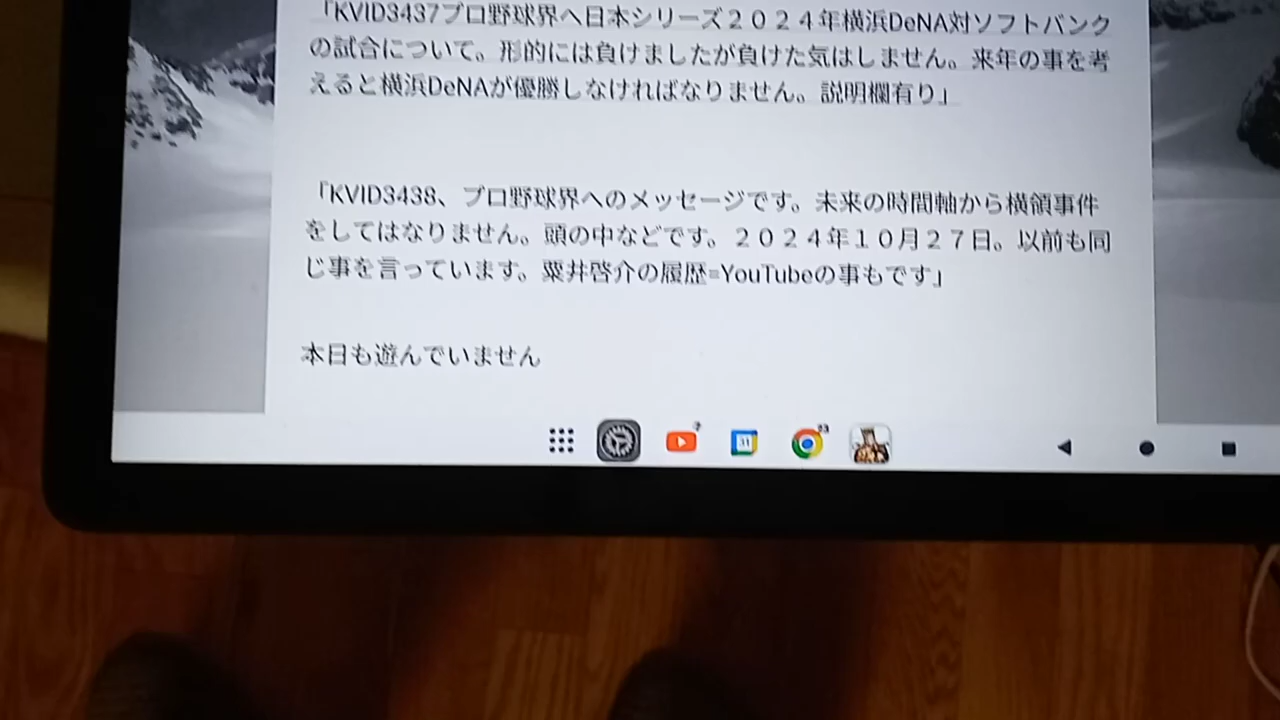 「KVID3437プロ野球界へ日本シリーズ２０２４年横浜DeNA対ソフトバンク
の試合について。形的には負けましたが負けた気はしません。来年の事を考
えると横浜DeNAが優勝しなければなりません。説明欄有り」
「KVID3438、プロ野球界へのメッセージです。未来の時間軸から横領事件
をしてはなりません。頭の中などです。２０２４年１０月２７日。以前も同
じ事を言っています。粟井啓介の履歴=YouTubeの事もです」
本日も遊んでいません
31